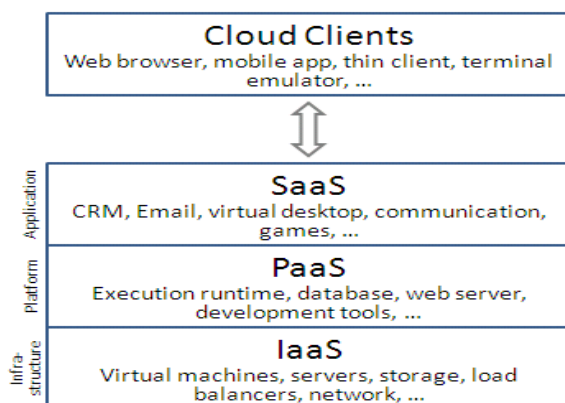 Cloud Clients
Web browser, mobile app, thin client, terminal
emulator, ...
Application
SaaS
CRM, Email, virtual desktop, communication,
games, ...
Platform
PaaS
Execution runtime, database, web server,
development tools, ...
Infra-
structure
IaaS
Virtual machines, servers, storage, load
balancers, network, ...